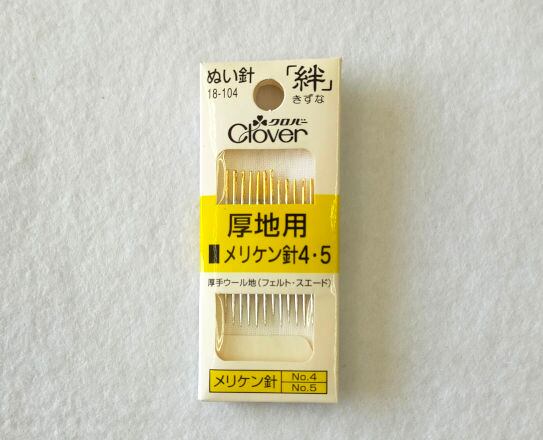 ぬい針 「絆」
18-104 きずな
クロバー
Clover
厚地用
メリケン針4・5
厚手ウール地(フェルト・スエード)
メリケン針 No.4
No.5